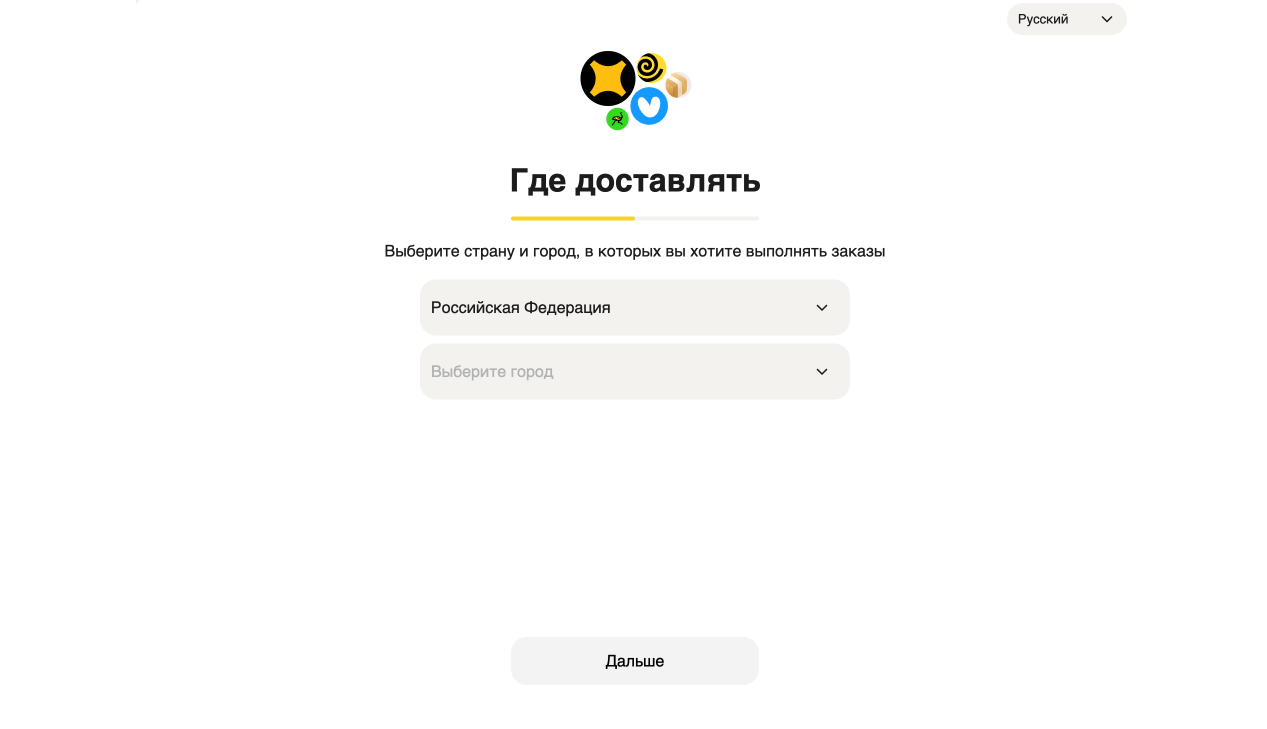 Русский
Где доставлять
Выберите страну и город, в которых вы хотите выполнять заказы
Российская Федерация
Выберите город
Дальше